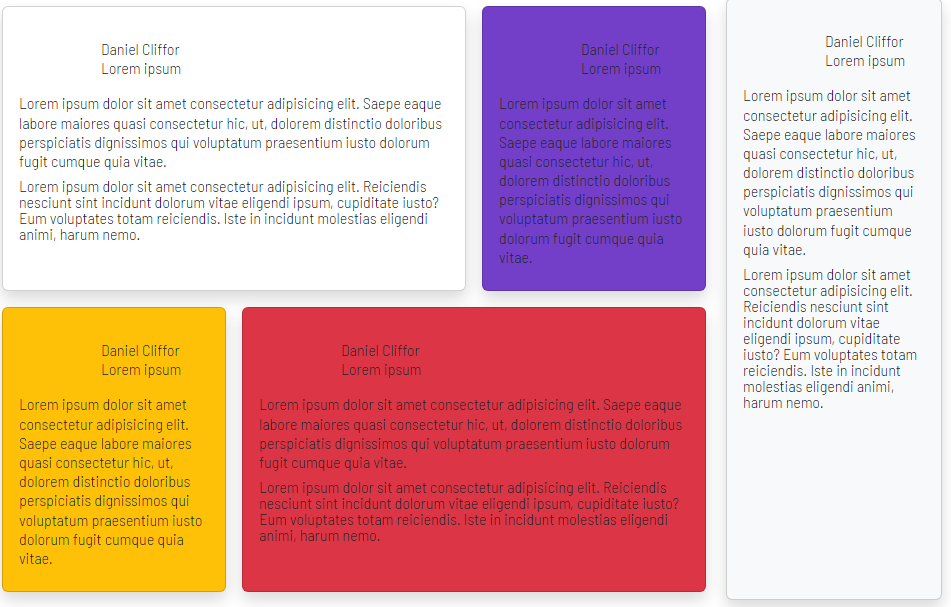 Daniel Cliffor
Lorem ipsum
Lorem ipsum dolor sit amet consectetur adipisicing elit. Saepe eaque
labore maiores quasi consectetur hic, ut, dolorem distinctio doloribus
perspiciatis dignissimos qui voluptatum praesentium iusto dolorum
fugit cumque quia vitae.
Lorem ipsum dolor sit amet consectetur adipisicing elit. Reiciendis
nesciunt sint incidunt dolorum vitae eligendi ipsum, cupiditate iusto?
Eum voluptates totam reiciendis. Iste in incidunt molestias eligendi
animi, harum nemo.
Daniel Cliffor
Lorem ipsum
Lorem ipsum dolor sit amet
consectetur adipisicing elit.
Saepe eaque labore maiores
quasi consectetur hic, ut,
dolorem distinctio doloribus
perspiciatis dignissimos qui
voluptatum praesentium iusto
dolorum fugit cumque quia
vitae.
Daniel Cliffor
Lorem ipsum
Lorem ipsum dolor sit amet
consectetur adipisicing elit.
Saepe eaque labore maiores
quasi consectetur hic, ut,
dolorem distinctio doloribus
perspiciatis dignissimos qui
voluptatum praesentium
iusto dolorum fugit cumque
quia vitae.
Lorem ipsum dolor sit amet
consectetur adipisicing elit.
Reiciendis nesciunt sint
incidunt dolorum vitae
eligendi ipsum, cupiditate
iusto? Eum voluptates totam
reiciendis. Iste in incidunt
molestias eligendi animi,
harum nemo.
Daniel Cliffor
Lorem ipsum
Lorem ipsum dolor sit amet
consectetur adipisicing elit.
Saepe eaque labore maiores
quasi consectetur hic, ut,
dolorem distinctio doloribus
perspiciatis dignissimos qui
voluptatum praesentium iusto
dolorum fugit cumque quia
vitae.
Daniel Cliffor
Lorem ipsum
Lorem ipsum dolor sit amet consectetur adipisicing elit. Saepe eaque
labore maiores quasi consectetur hic, ut, dolorem distinctio doloribus
perspiciatis dignissimos qui voluptatum praesentium iusto dolorum
fugit cumque quia vitae.
Lorem ipsum dolor sit amet consectetur adipisicing elit. Reiciendis
nesciunt sint incidunt dolorum vitae eligendi ipsum, cupiditate iusto?
Eum voluptates totam reiciendis. Iste in incidunt molestias eligendi
animi, harum nemo.